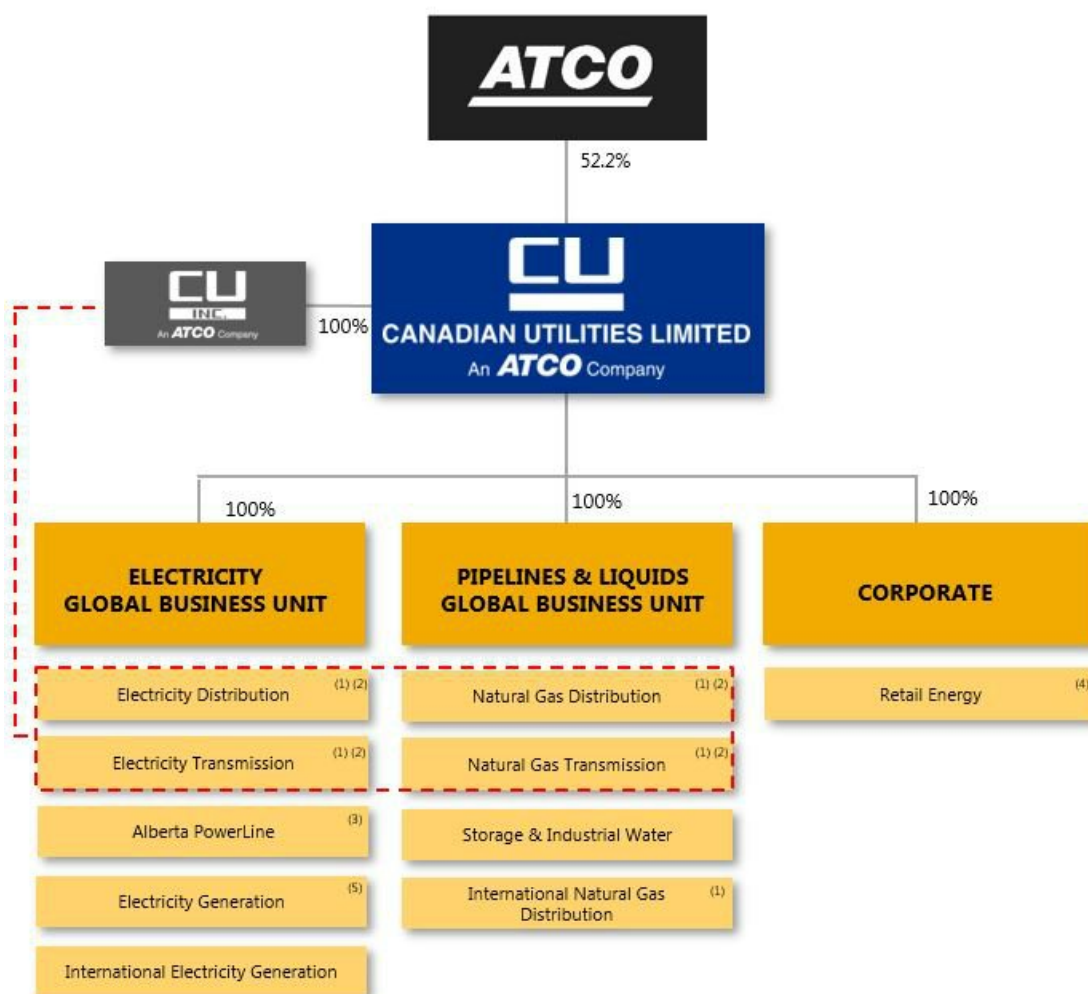 ATCO
52.2%
CU
INC.
An ATCO Company
100%
CU
CANADIAN UTILITIES LIMITED
An ATCO Company
100%
100%
100%
ELECTRICITY
GLOBAL BUSINESS UNIT
PIPELINES & LIQUIDS
GLOBAL BUSINESS UNIT
CORPORATE
Electricity Distribution (1) (2)
Natural Gas Distribution (1) (2)
Retail Energy (4)
Electricity Transmission (1) (2)
Natural Gas Transmission (1) (2)
Alberta PowerLine (3)
Storage & Industrial Water
Electricity Generation (5)
International Natural Gas (1)
Distribution
International Electricity Generation